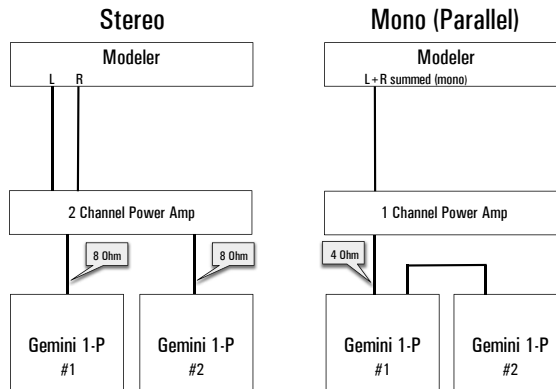 Stereo
Modeler
L R
2 Channel Power Amp
8 Ohm
8 Ohm
Gemini 1-P
#1
Gemini 1-P
#2
Mono (Parallel)
Modeler
L+R summed (mono)
1 Channel Power Amp
4 Ohm
Gemini 1-P
#1
Gemini 1-P
#2